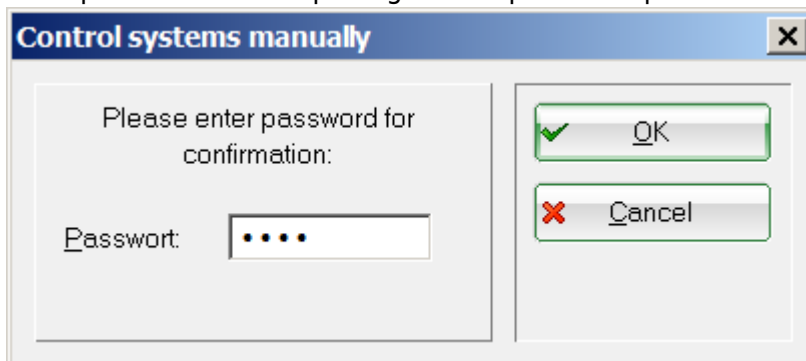 Control systems manually
Please enter password for
confirmation:
Passwort: ••••
OK
Cancel